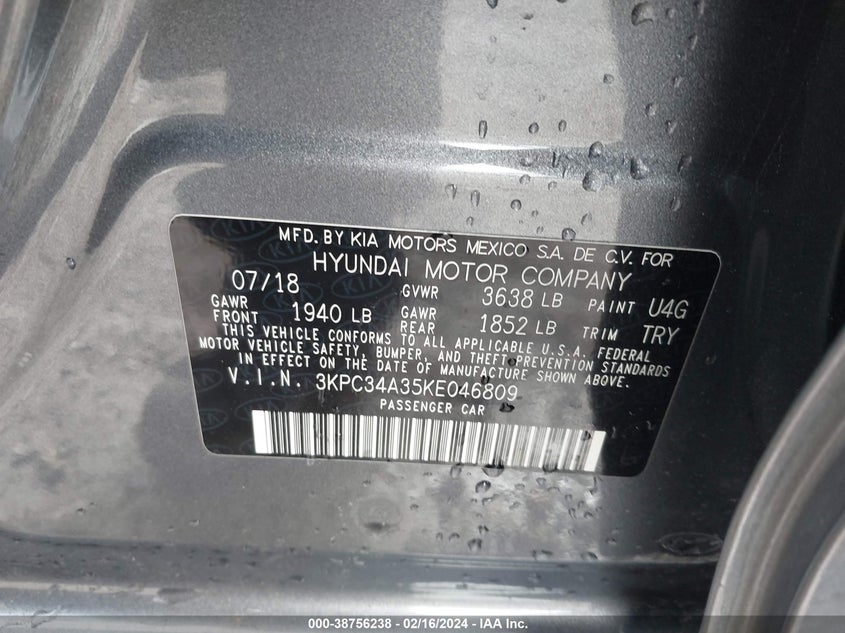 MFD. BY KIA MOTORS MEXICO S.A. DE C.V. FOR
HYUNDAI MOTOR COMPANY
07/18 GVWR 3638 LB PAINT U4G
GAWR FRONT 1940 LB GAWR REAR 1852 LB TRIM TRY
THIS VEHICLE CONFORMS TO ALL APPLICABLE U.S.A. FEDERAL
MOTOR VEHICLE SAFETY, BUMPER, AND THEFT PREVENTION STANDARDS
IN EFFECT ON THE DATE OF MANUFACTURE SHOWN ABOVE.
V.I.N. 3KPC34A35KE046809
PASSENGER CAR
000-38756238 - 02/16/2024 - IAA Inc.